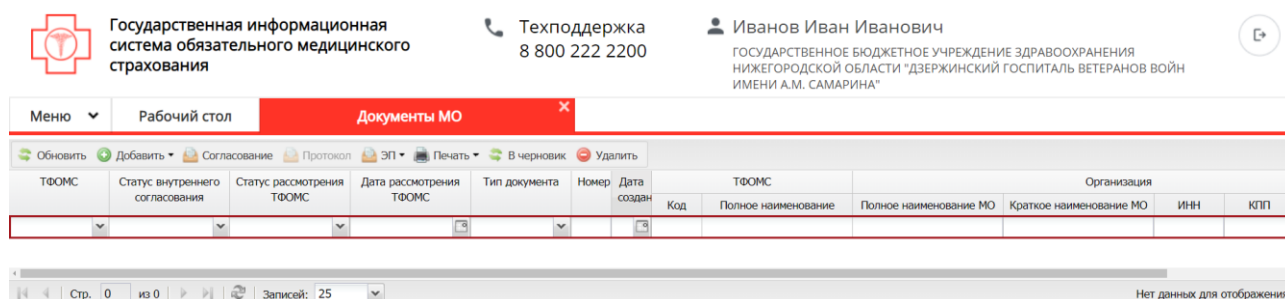 Государственная информационная
система обязательного медицинского
страхования
Техподдержка
8 800 222 2200
Иванов Иван Иванович
ГОСУДАРСТВЕННОЕ БЮДЖЕТНОЕ УЧРЕЖДЕНИЕ ЗДРАВООХРАНЕНИЯ
НИЖЕГОРОДСКОЙ ОБЛАСТИ "ДЗЕРЖИНСКИЙ ГОСПИТАЛЬ ВЕТЕРАНОВ ВОЙН
ИМЕНИ А.М. САМАРИНА"
Меню Рабочий стол Документы МО
Обновить Добавить Согласование Протокол ЭП Печать В черновик Удалить
ТФОМС
Статус внутреннего
согласования
Статус рассмотрения
ТФОМС
Дата рассмотрения
ТФОМС
Тип документа
Номер
Дата
создан
ТФОМС
Код Полное наименование
Организация
Полное наименование МО Краткое наименование МО ИНН КПП
Стр. 0 из 0 Записей: 25 Нет данных для отображения